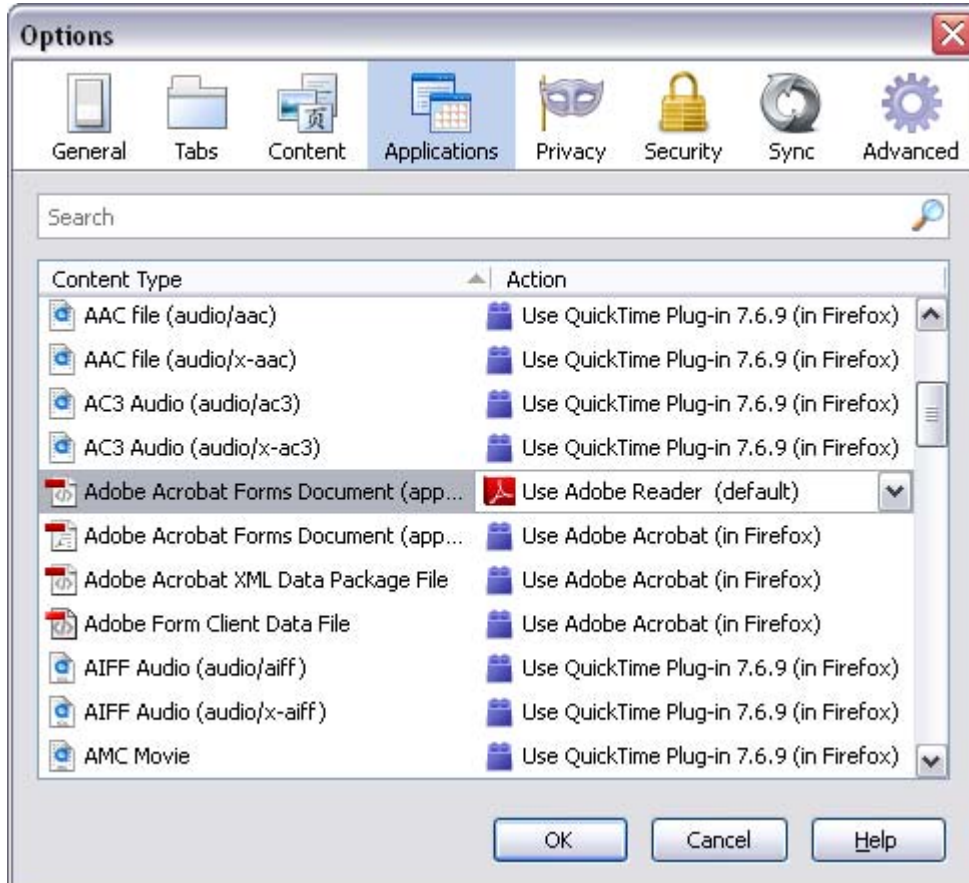 Options
General Tabs Content Applications Privacy Security Sync Advanced
Search
Content Type Action
AAC file (audio/aac) Use QuickTime Plug-in 7.6.9 (in Firefox)
AAC file (audio/x-aac) Use QuickTime Plug-in 7.6.9 (in Firefox)
AC3 Audio (audio/ac3) Use QuickTime Plug-in 7.6.9 (in Firefox)
AC3 Audio (audio/x-ac3) Use QuickTime Plug-in 7.6.9 (in Firefox)
Adobe Acrobat Forms Document (app... Use Adobe Reader (default)
Adobe Acrobat Forms Document (app... Use Adobe Acrobat (in Firefox)
Adobe Acrobat XML Data Package File Use Adobe Acrobat (in Firefox)
Adobe Form Client Data File Use Adobe Acrobat (in Firefox)
AIFF Audio (audio/aiff) Use QuickTime Plug-in 7.6.9 (in Firefox)
AIFF Audio (audio/x-aiff) Use QuickTime Plug-in 7.6.9 (in Firefox)
AMC Movie Use QuickTime Plug-in 7.6.9 (in Firefox)
OK Cancel Help